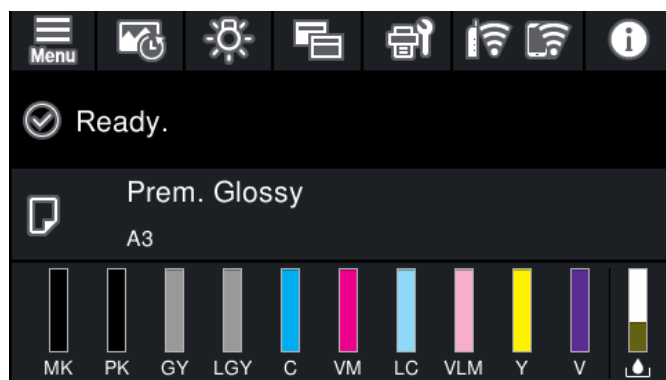 Menu
Ready.
Prem. Glossy
A3
MK PK GY LGY C VM LC VLM Y V